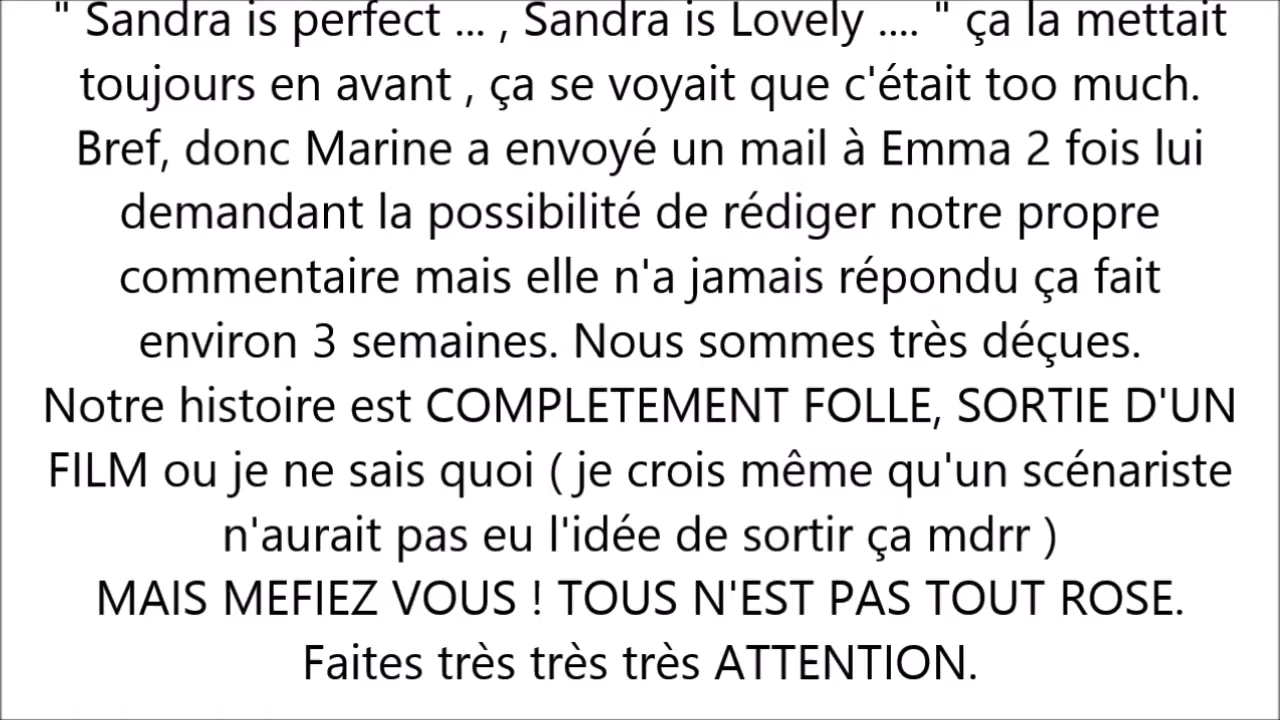 " Sandra is perfect ... , Sandra is Lovely .... " ça la mettait
toujours en avant , ça se voyait que c'était too much.
Bref, donc Marine a envoyé un mail à Emma 2 fois lui
demandant la possibilité de rédiger notre propre
commentaire mais elle n'a jamais répondu ça fait
environ 3 semaines. Nous sommes très déçues.
Notre histoire est COMPLETEMENT FOLLE, SORTIE D'UN
FILM ou je ne sais quoi ( je crois même qu'un scénariste
n'aurait pas eu l'idée de sortir ça mdrr )
MAIS MEFIEZ VOUS ! TOUS N'EST PAS TOUT ROSE.
Faites très très très ATTENTION.